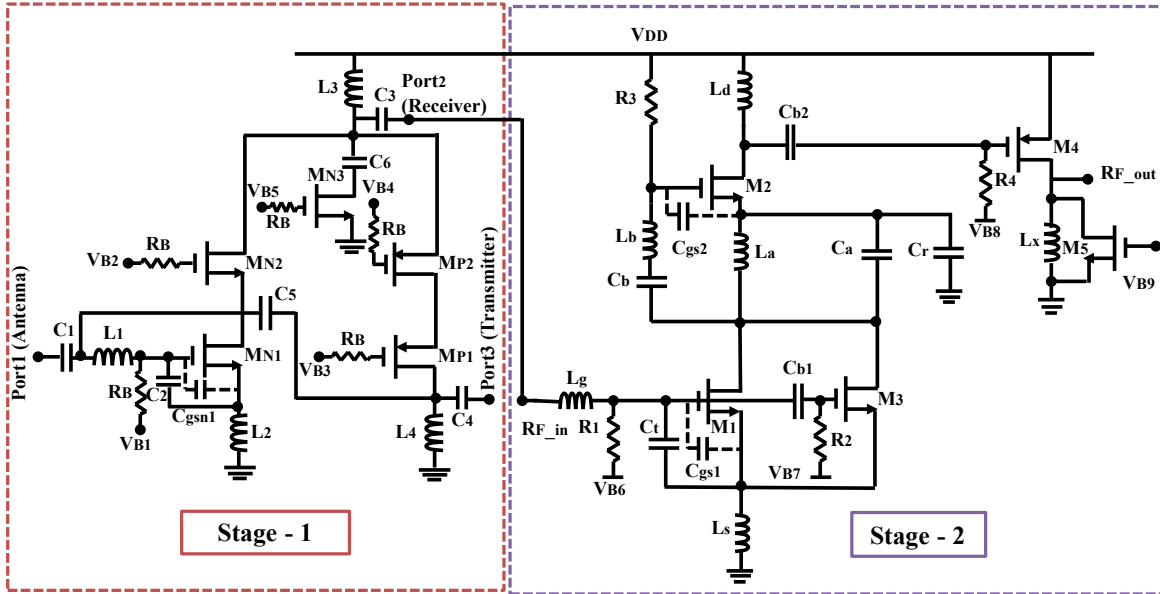 VDD
L3
C3
Port2
(Receiver)
C6
MN3
VB5
RB
VB4
RB
VB2
RB
MN2
MP2
C5
Port1 (Antenna)
C1
L1
MN1
RB
C2
Cgsn1
VB1
L2
VB3
RB
MP1
L4
C4
Port3 (Transmitter)
Stage - 1
R3
Ld
Cb2
M2
Cgs2
Lb
Cb
La
Ca
Cr
R4
VB8
M4
RF_out
Lx
M5
VB9
RF_in
Lg
R1
VB6
Ct
Cgs1
M1
Cb1
R2
VB7
M3
Ls
Stage - 2